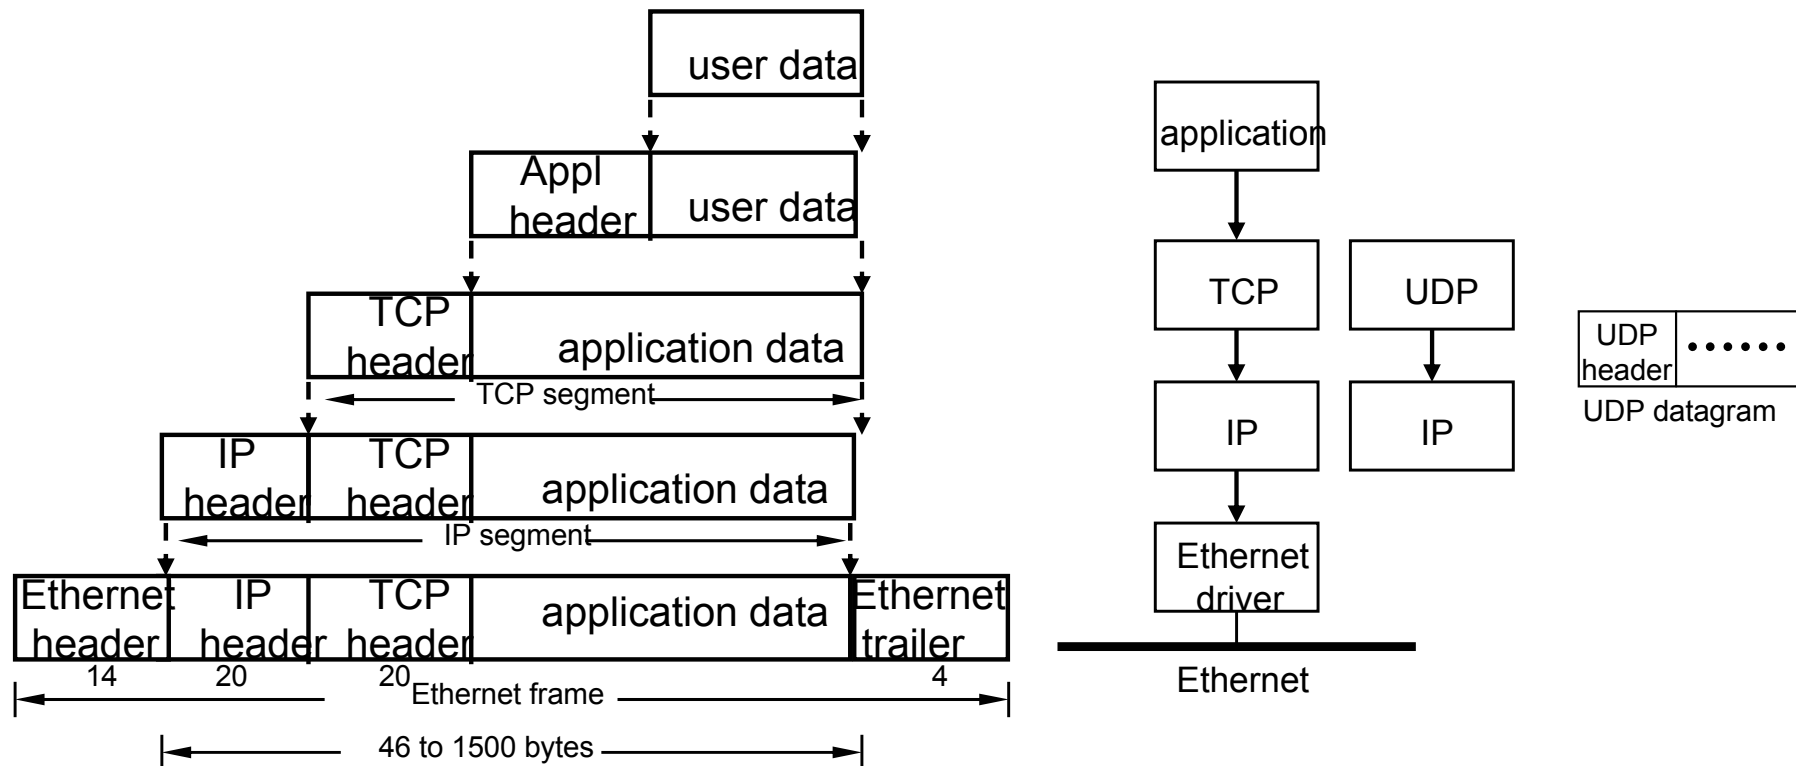 user data
Appl
header
user data
TCP
header
application data
TCP segment
IP
header
TCP
header
application data
IP segment
Ethernet
header
IP
header
TCP
header
application data
Ethernet
trailer
14
20
20
4
Ethernet frame
46 to 1500 bytes
application
TCP
UDP
IP
IP
Ethernet
driver
Ethernet
UDP
header
••••••
UDP datagram